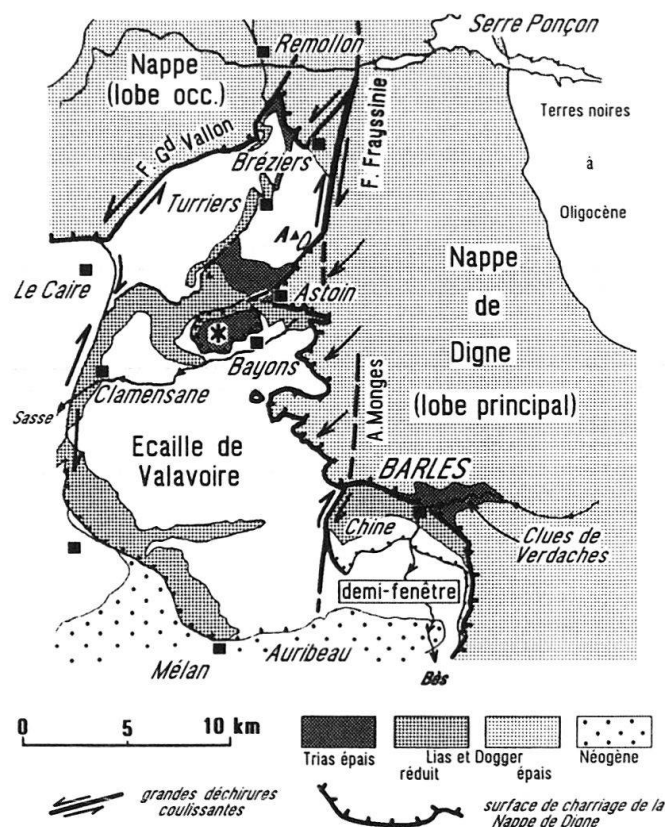 Serre Ponçon
Remollon
Nappe
(lobe occ.)
F. Gd Vallon
F. Frayssinie
Bréziers
Turriers
A
Terres noires
à
Oligocène
Nappe
de
Digne
(lobe principal)
Le Caire
Astoin
Bayons
Clamensane
Sasse
A.Monges
Ecaille de
Valavoire
BARLES
Chine
Clues de
Verdaches
demi-fenêtre
Auribeau
Mélan
Bès
0 5 10 km
Trias épais
Lias et Dogger
réduit épais
Néogène
grandes déchirures
coulissantes
surface de charriage de la
Nappe de Digne